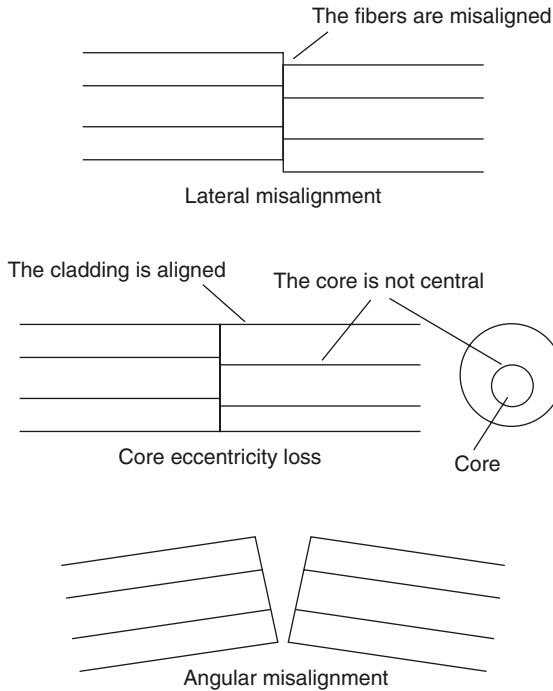 The fibers are misaligned
Lateral misalignment
The cladding is aligned
The core is not central
Core eccentricity loss
Core
Angular misalignment